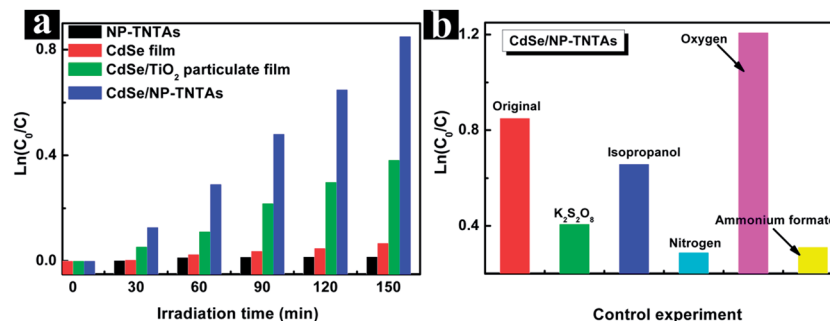 a
NP-TNTAs
CdSe film
CdSe/TiO₂ particulate film
CdSe/NP-TNTAs
Ln(C₀/C)
0.8
0.4
0.0
0 30 60 90 120 150
Irradiation time (min)
b
CdSe/NP-TNTAs
Oxygen
Original
Isopropanol
K₂S₂O₈
Nitrogen
Ammonium formate
Ln(C₀/C)
1.2
0.8
0.4
Control experiment